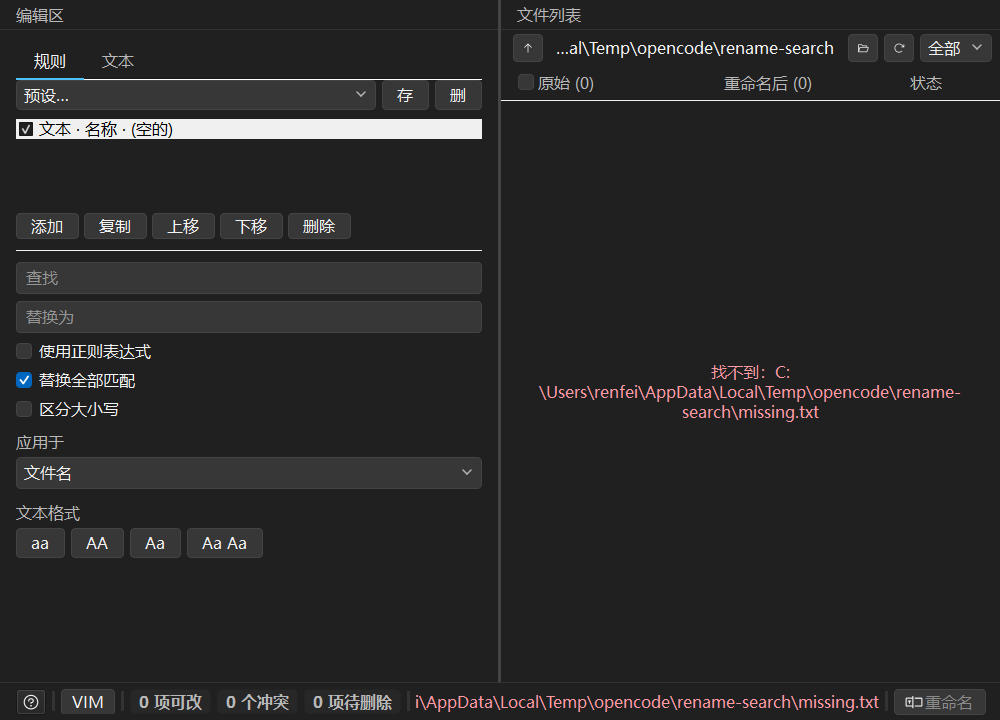 编辑区
规则 文本
预设...
存
删
文本 · 名称 · (空的)
添加 复制 上移 下移 删除
查找
替换为
使用正则表达式
替换全部匹配
区分大小写
应用于
文件名
文本格式
aa AA Aa Aa Aa
文件列表
...al\Temp\opencode\rename-search
全部
原始 (0) 重命名后 (0) 状态
找不到：C:
\Users\renfei\AppData\Local\Temp\opencode\rename-
search\missing.txt
VIM 0 项可改 0 个冲突 0 项待删除 i\AppData\Local\Temp\opencode\rename-search\missing.txt 重命名